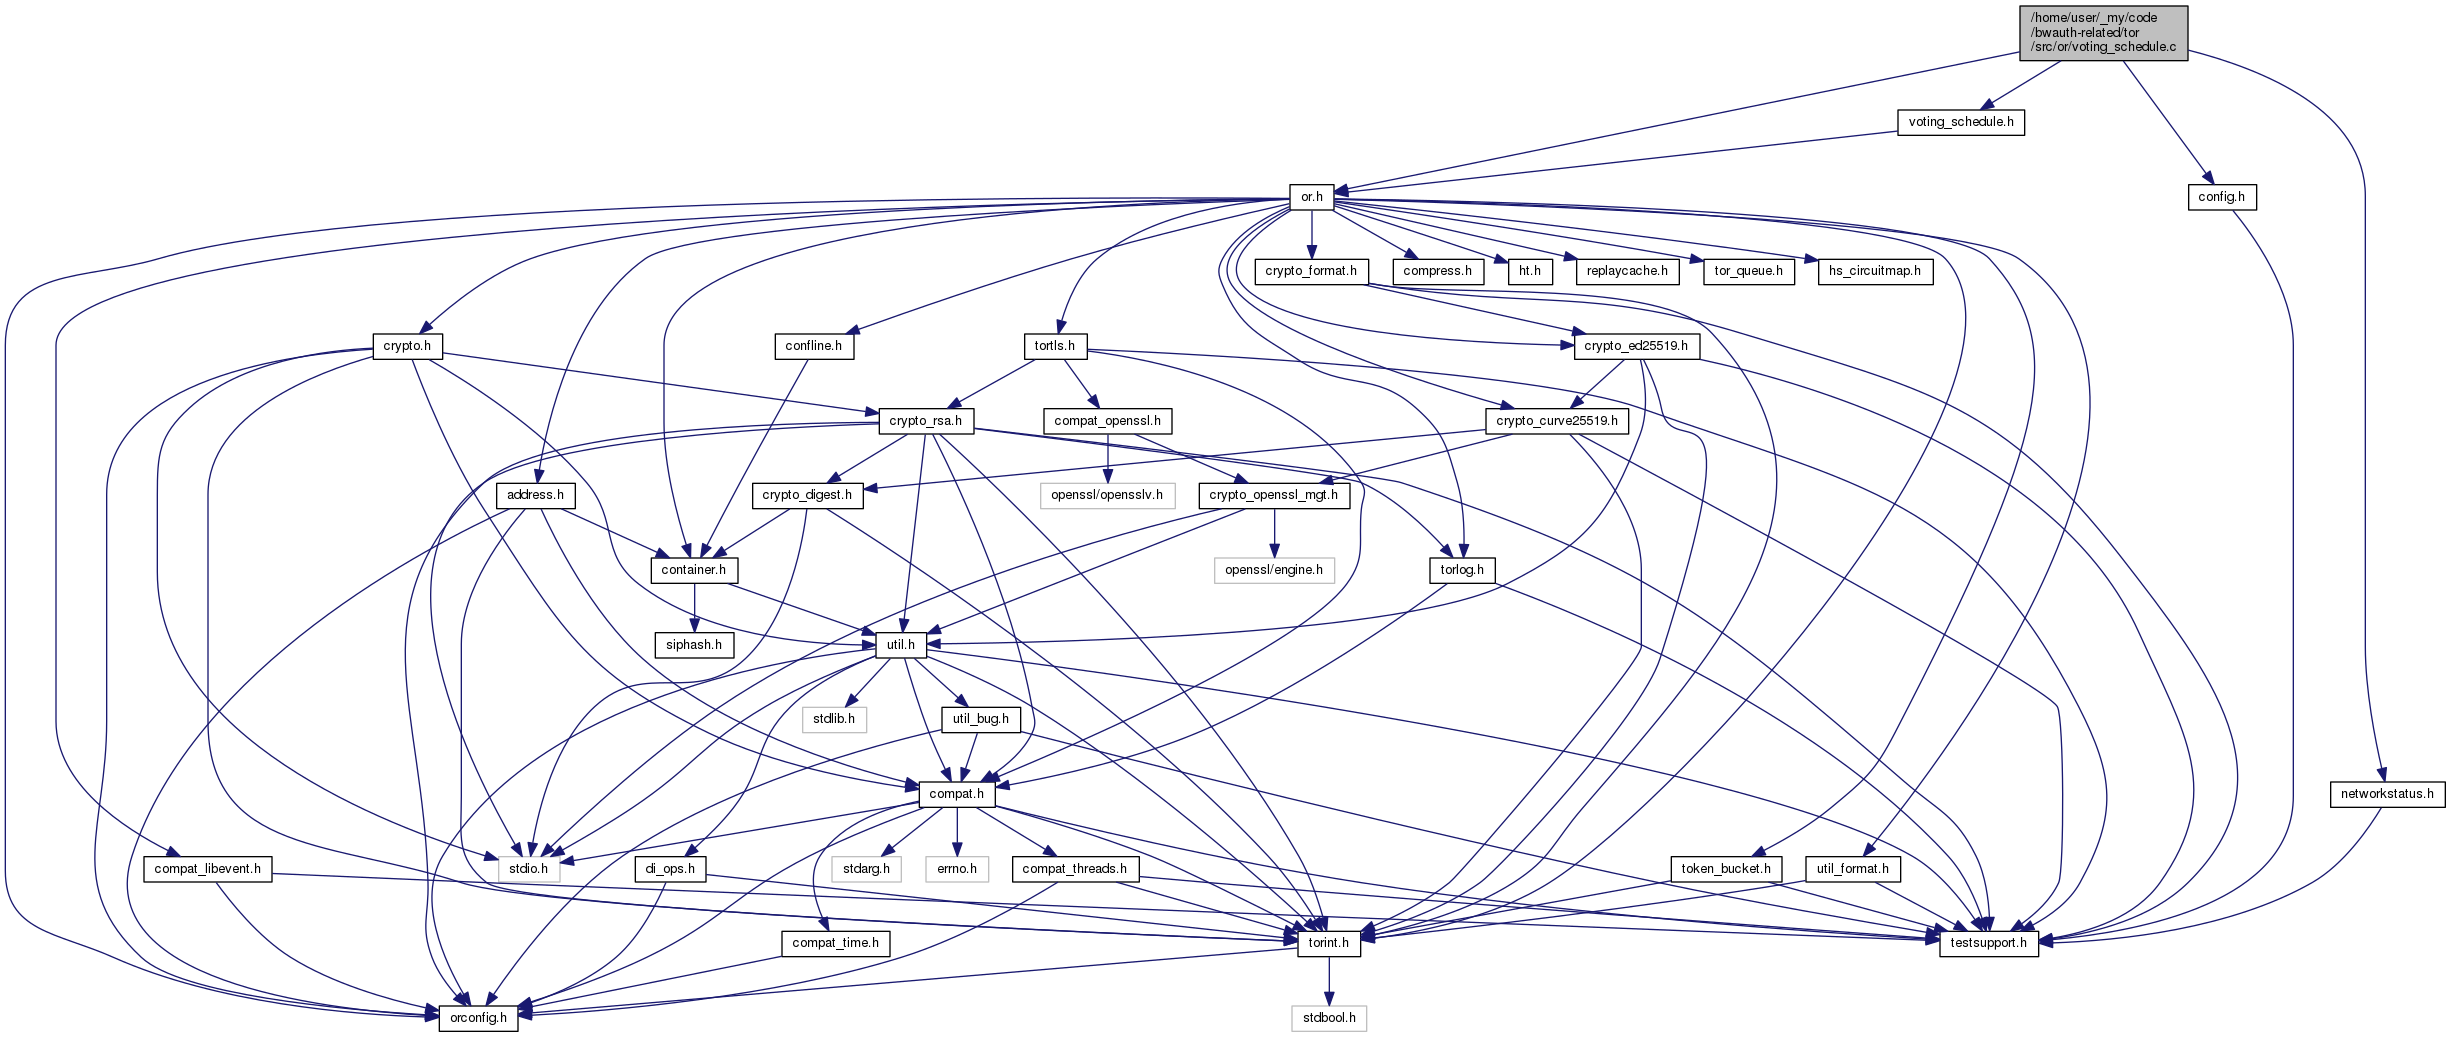 /home/user/_my/code
/bwauth-related/tor
/src/or/voting_schedule.c
voting_schedule.h
or.h
config.h
crypto_format.h
compress.h
ht.h
replaycache.h
tor_queue.h
hs_circuitmap.h
crypto.h
confline.h
tortls.h
crypto_ed25519.h
crypto_rsa.h
compat_openssl.h
crypto_curve25519.h
address.h
crypto_digest.h
openssl/opensslv.h
crypto_openssl_mgt.h
container.h
openssl/engine.h
torlog.h
siphash.h
util.h
stdlib.h
util_bug.h
compat.h
networkstatus.h
compat_libevent.h
stdio.h
di_ops.h
stdarg.h
errno.h
compat_threads.h
token_bucket.h
util_format.h
compat_time.h
torint.h
testsupport.h
orconfig.h
stdbool.h